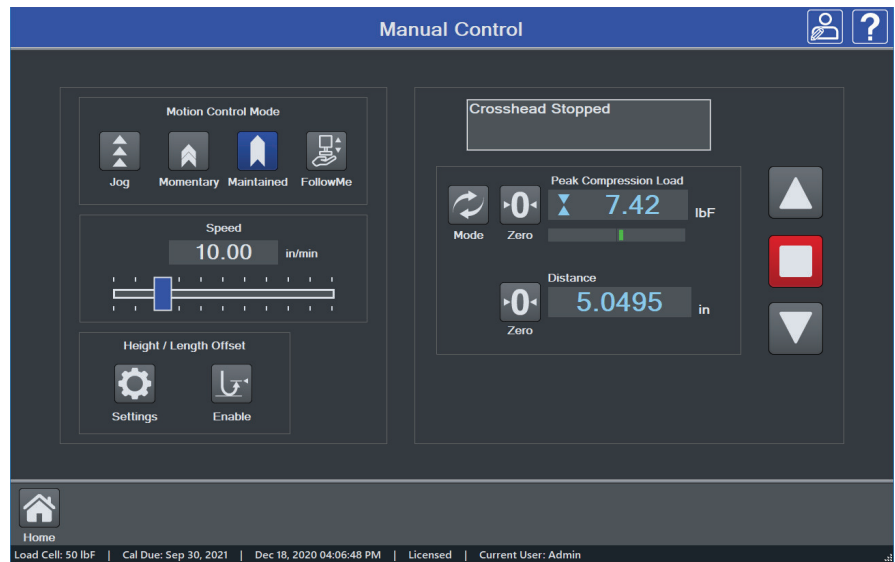 Manual Control
?
Motion Control Mode
Jog Momentary Maintained FollowMe
Speed
10.00 in/min
Height / Length Offset
Settings Enable
Crosshead Stopped
Peak Compression Load
0 7.42 lbF
Mode Zero
Distance
0 5.0495 in
Zero
Home
Load Cell: 50 lbF | Cal Due: Sep 30, 2021 | Dec 18, 2020 04:06:48 PM | Licensed | Current User: Admin